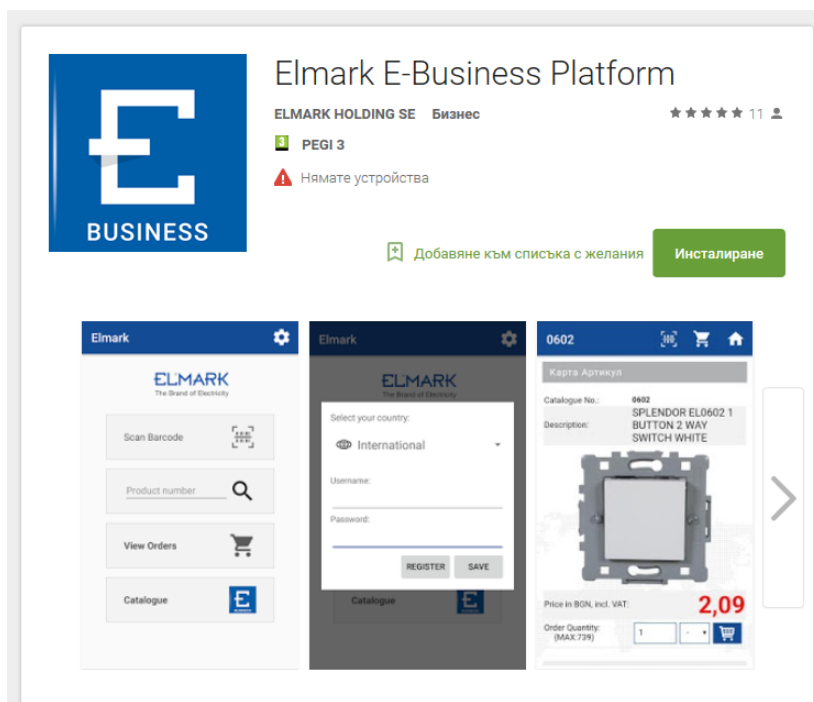 Elmark E-Business Platform
ELMARK HOLDING SE Бизнес
11
3 PEGI 3
Нямате устройства
E
BUSINESS
Добавяне към списъка с желания
Инсталиране
Elmark
ELMARK
The Brand of Electricity
Scan Barcode
Product number
View Orders
Catalogue
E
BUSINESS
Elmark
ELMARK
The Brand of Electricity
Select your country:
International
Username:
Password:
REGISTER SAVE
Catalogue
E
0602
Карта Артикул
Catalogue No.: 0602
Description: SPLENDOR EL0602 1
BUTTON 2 WAY
SWITCH WHITE
Price in BGN, incl. VAT: 2,09
Order Quantity:
(MAX:739)
1
-